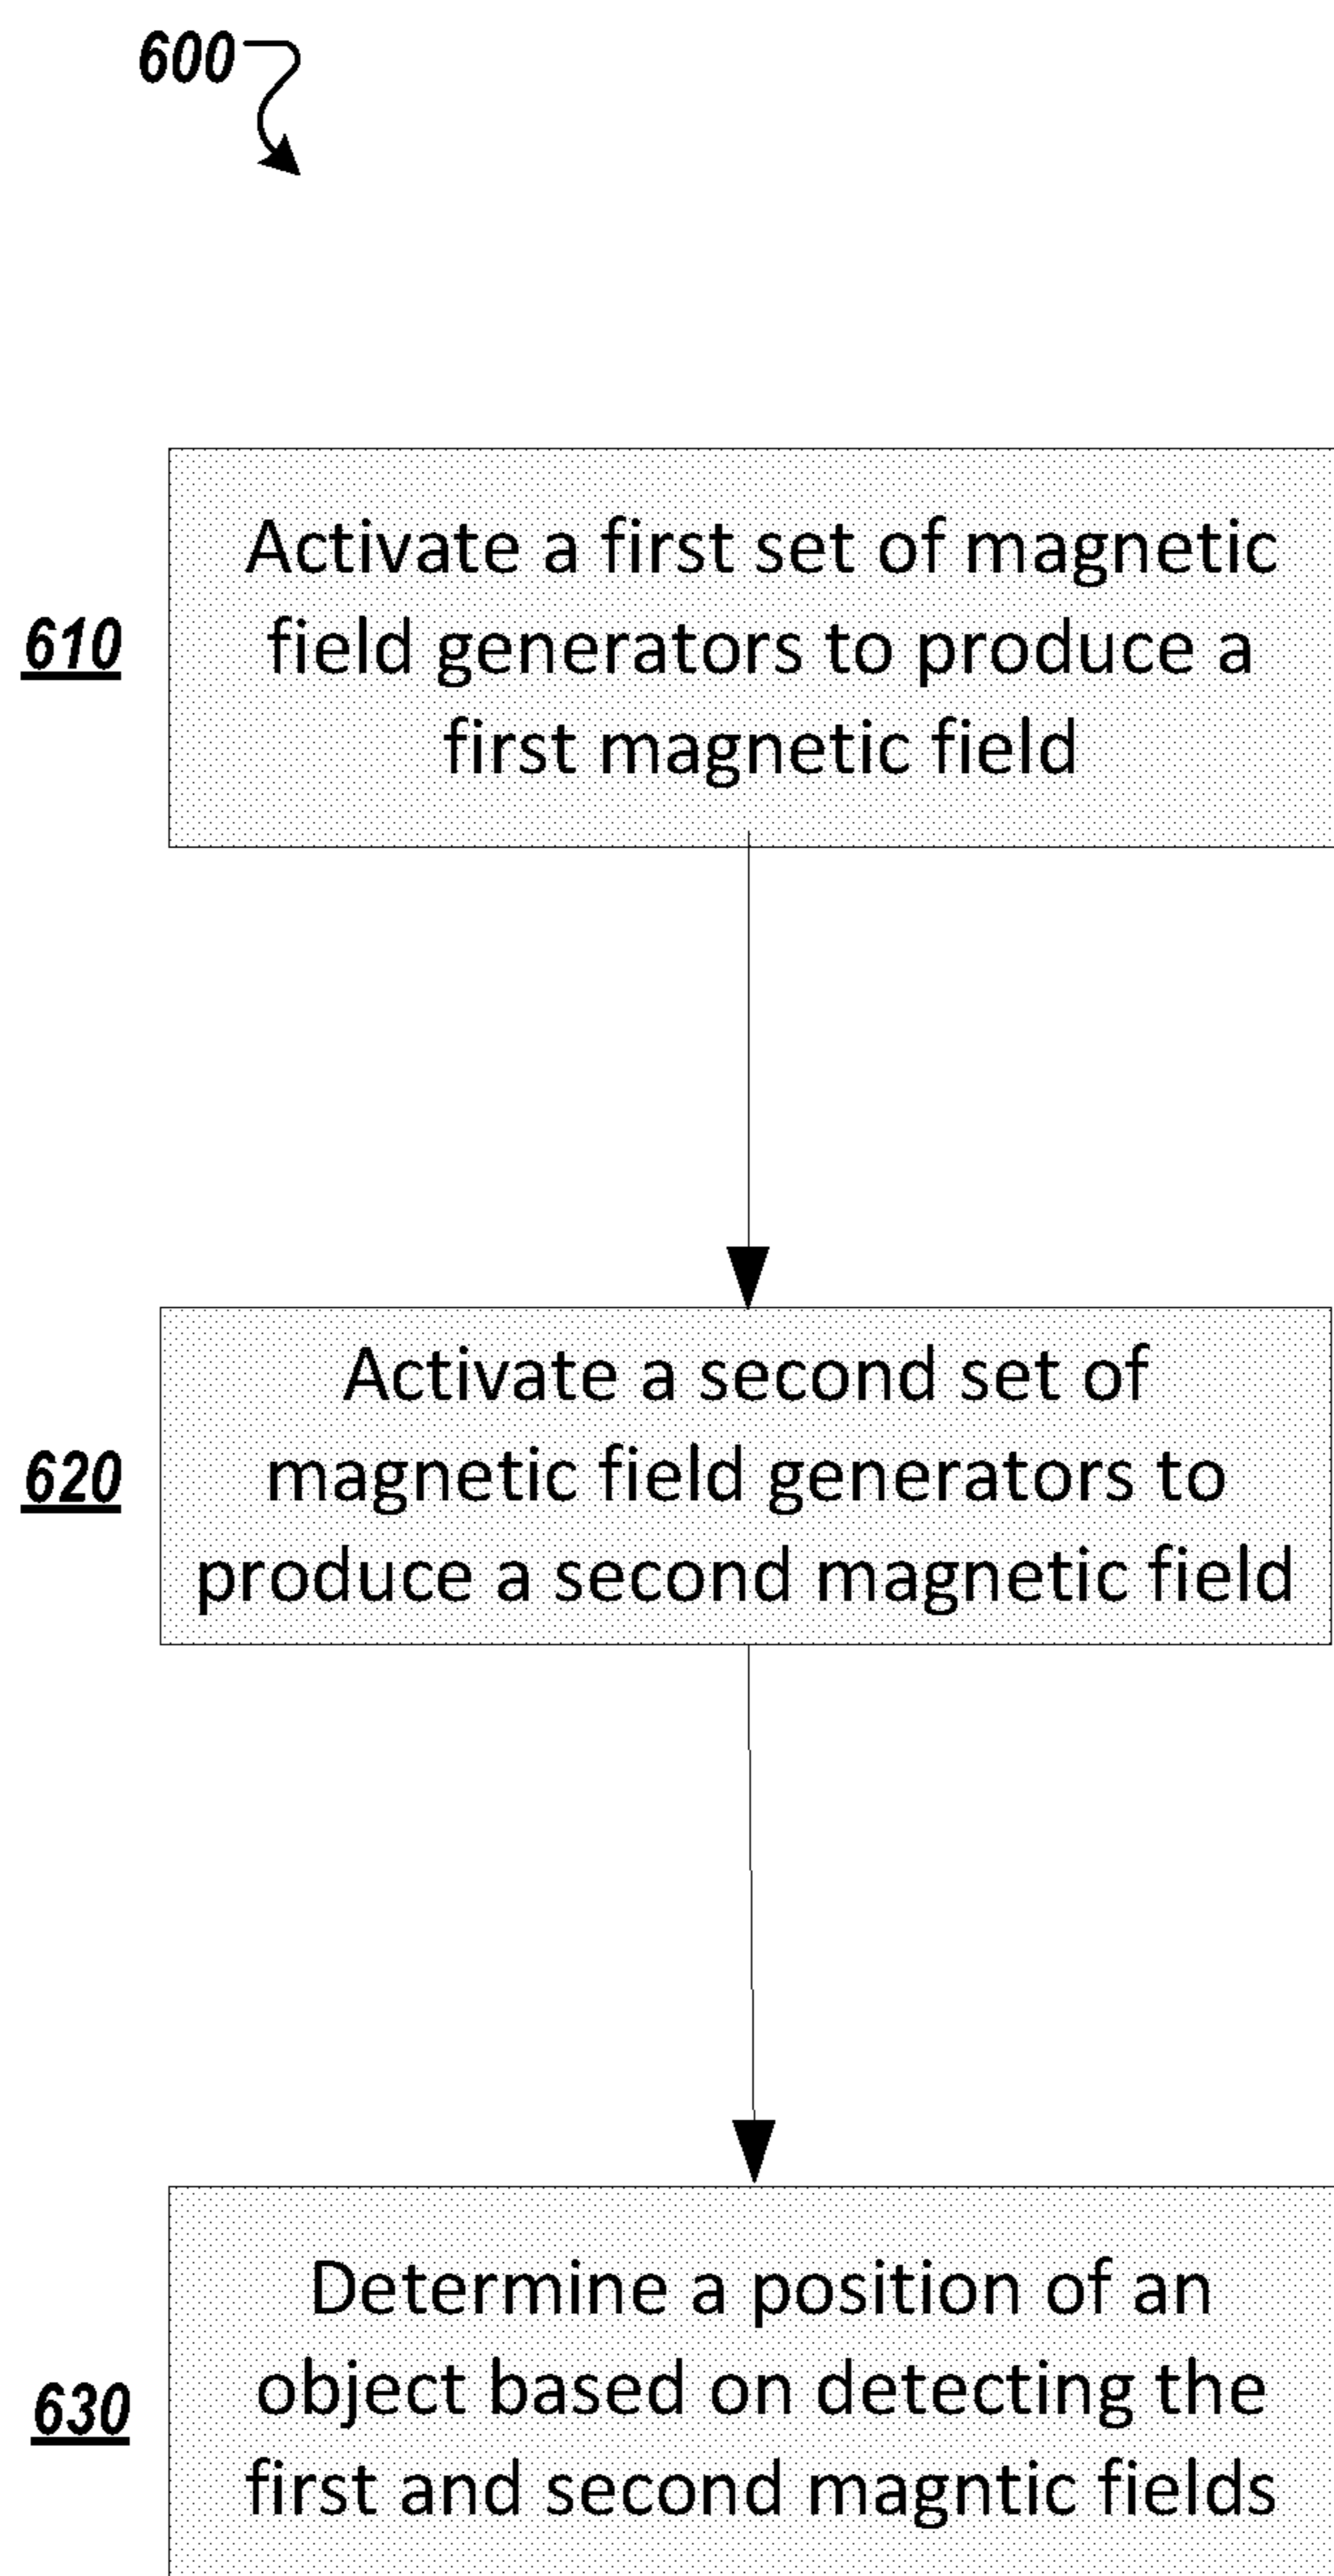 600
610
Activate a first set of magnetic
field generators to produce a
first magnetic field
620
Activate a second set of
magnetic field generators to
produce a second magnetic field
630
Determine a position of an
object based on detecting the
first and second magntic fields